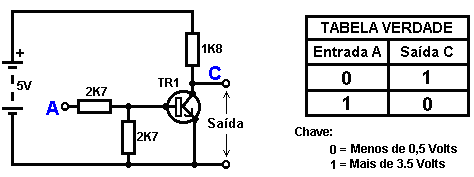 +
5V
A
2K7
2K7
TR1
1K8
C
Saída
TABELA VERDADE
Entrada A Saída C
0 1
1 0
Chave:
0 = Menos de 0,5 Volts
1 = Mais de 3.5 Volts